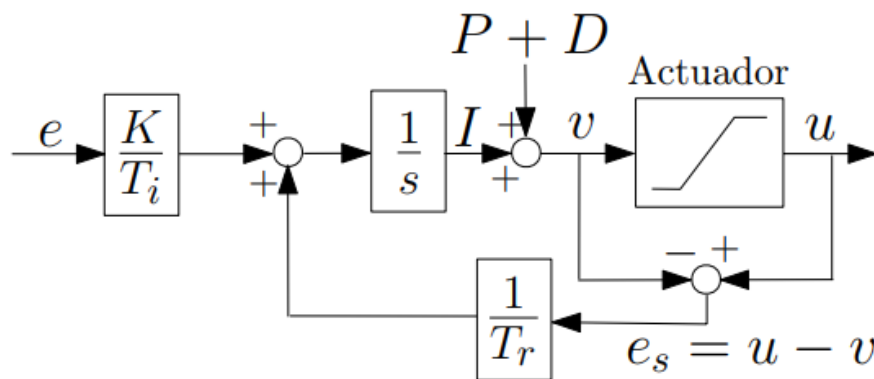 P + D
Actuador
e
K
T_i
+
+
1
s
I
+
+
v
u
−
+
1
T_r
e_s = u − v